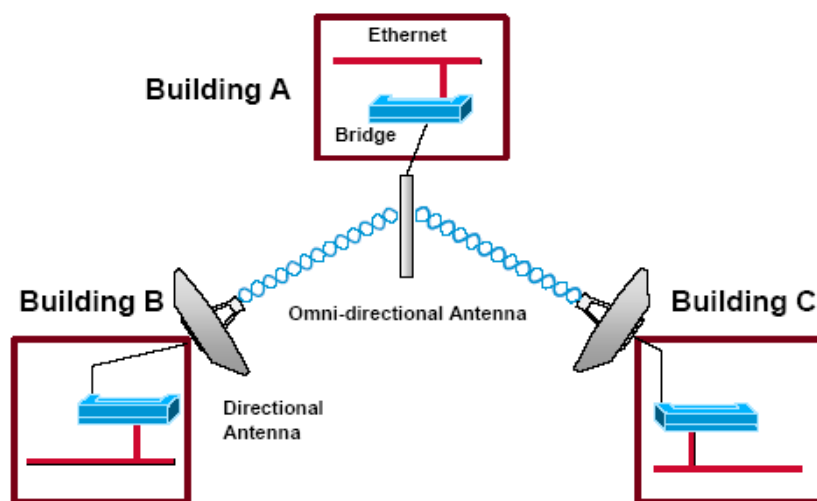 Ethernet
Building A
Bridge
Building B
Omni-directional Antenna
Building C
Directional
Antenna